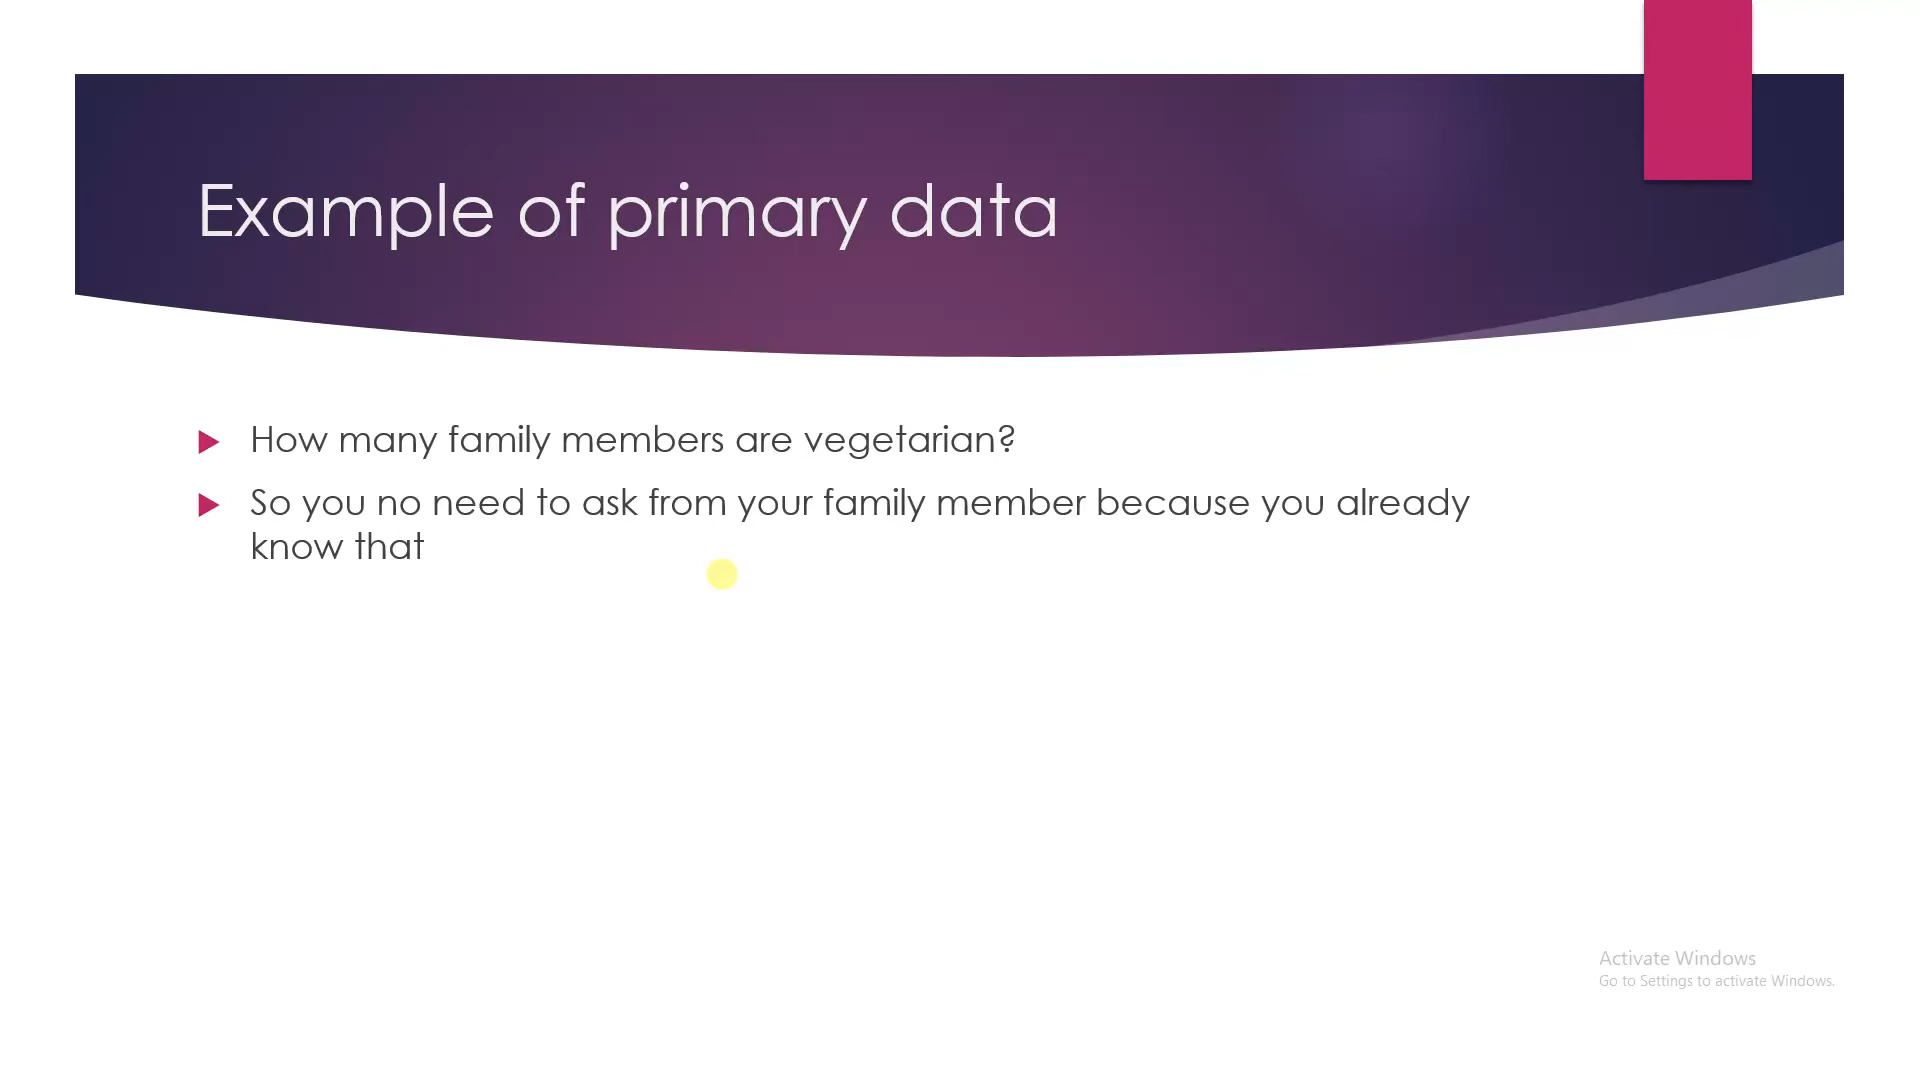 Example of primary data
How many family members are vegetarian?
So you no need to ask from your family member because you already
know that
Activate Windows
Go to Settings to activate Windows.